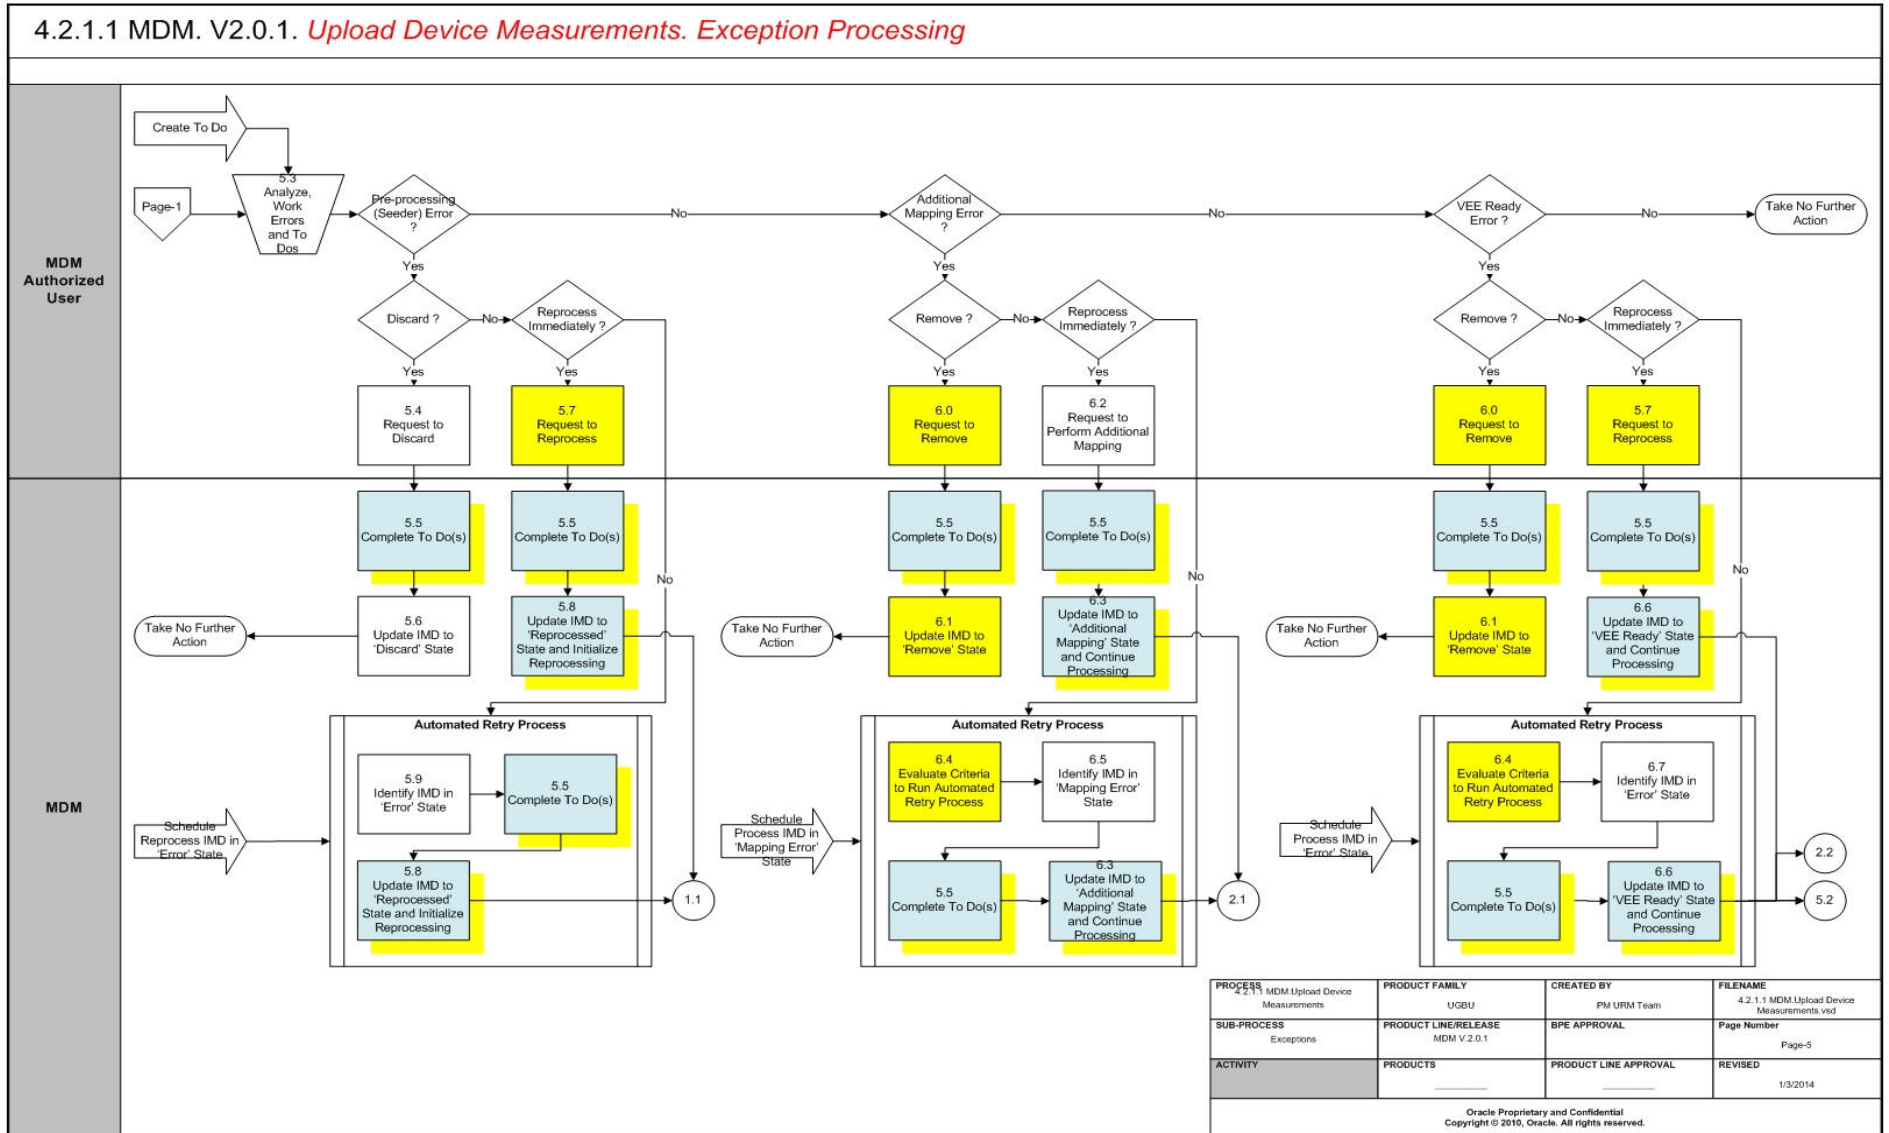 4.2.1.1 MDM. V2.0.1. Upload Device Measurements. Exception Processing
MDM
Authorized
User
Create To Do
Page-1
5.3
Analyze,
Work
Errors
and To
Dos
Pre-processing
(Seeder) Error
?
No
Additional
Mapping Error
?
No
VEE Ready
Error ?
No
Take No Further
Action
Yes
Yes
Yes
Discard ?
No
Reprocess
Immediately ?
Remove ?
No
Reprocess
Immediately ?
Remove ?
No
Reprocess
Immediately ?
Yes
Yes
Yes
Yes
Yes
Yes
5.4
Request to
Discard
5.7
Request to
Reprocess
6.0
Request to
Remove
6.2
Request to
Perform Additional
Mapping
6.0
Request to
Remove
5.7
Request to
Reprocess
MDM
5.5
Complete To Do(s)
5.5
Complete To Do(s)
5.5
Complete To Do(s)
5.5
Complete To Do(s)
5.5
Complete To Do(s)
5.5
Complete To Do(s)
No
No
No
Take No Further
Action
5.6
Update IMD to
'Discard' State
5.8
Update IMD to
'Reprocessed'
State and Initialize
Reprocessing
Take No Further
Action
6.1
Update IMD to
'Remove' State
6.3
Update IMD to
'Additional
Mapping' State
and Continue
Processing
Take No Further
Action
6.1
Update IMD to
'Remove' State
6.6
Update IMD to
'VEE Ready' State
and Continue
Processing
Automated Retry Process
5.9
Identify IMD in
'Error' State
5.5
Complete To Do(s)
Schedule
Reprocess IMD in
'Error' State
5.8
Update IMD to
'Reprocessed'
State and Initialize
Reprocessing
1.1
Automated Retry Process
6.4
Evaluate Criteria
to Run Automated
Retry Process
6.5
Identify IMD in
'Mapping Error'
State
Schedule
Process IMD in
'Mapping Error'
State
5.5
Complete To Do(s)
6.3
Update IMD to
'Additional
Mapping' State
and Continue
Processing
2.1
Automated Retry Process
6.4
Evaluate Criteria
to Run Automated
Retry Process
6.7
Identify IMD in
'Error' State
Schedule
Process IMD in
'Error' State
5.5
Complete To Do(s)
6.6
Update IMD to
'VEE Ready' State
and Continue
Processing
2.2
5.2
PROCESS
4.2.1.1 MDM.Upload Device
Measurements
PRODUCT FAMILY
UGBU
CREATED BY
PM URM Team
FILENAME
4.2.1.1 MDM.Upload Device
Measurements.vsd
SUB-PROCESS
Exceptions
PRODUCT LINE/RELEASE
MDM V.2.0.1
BPE APPROVAL
Page Number
Page-5
ACTIVITY
PRODUCTS
PRODUCT LINE APPROVAL
REVISED
1/3/2014
Oracle Proprietary and Confidential
Copyright © 2010, Oracle. All rights reserved.